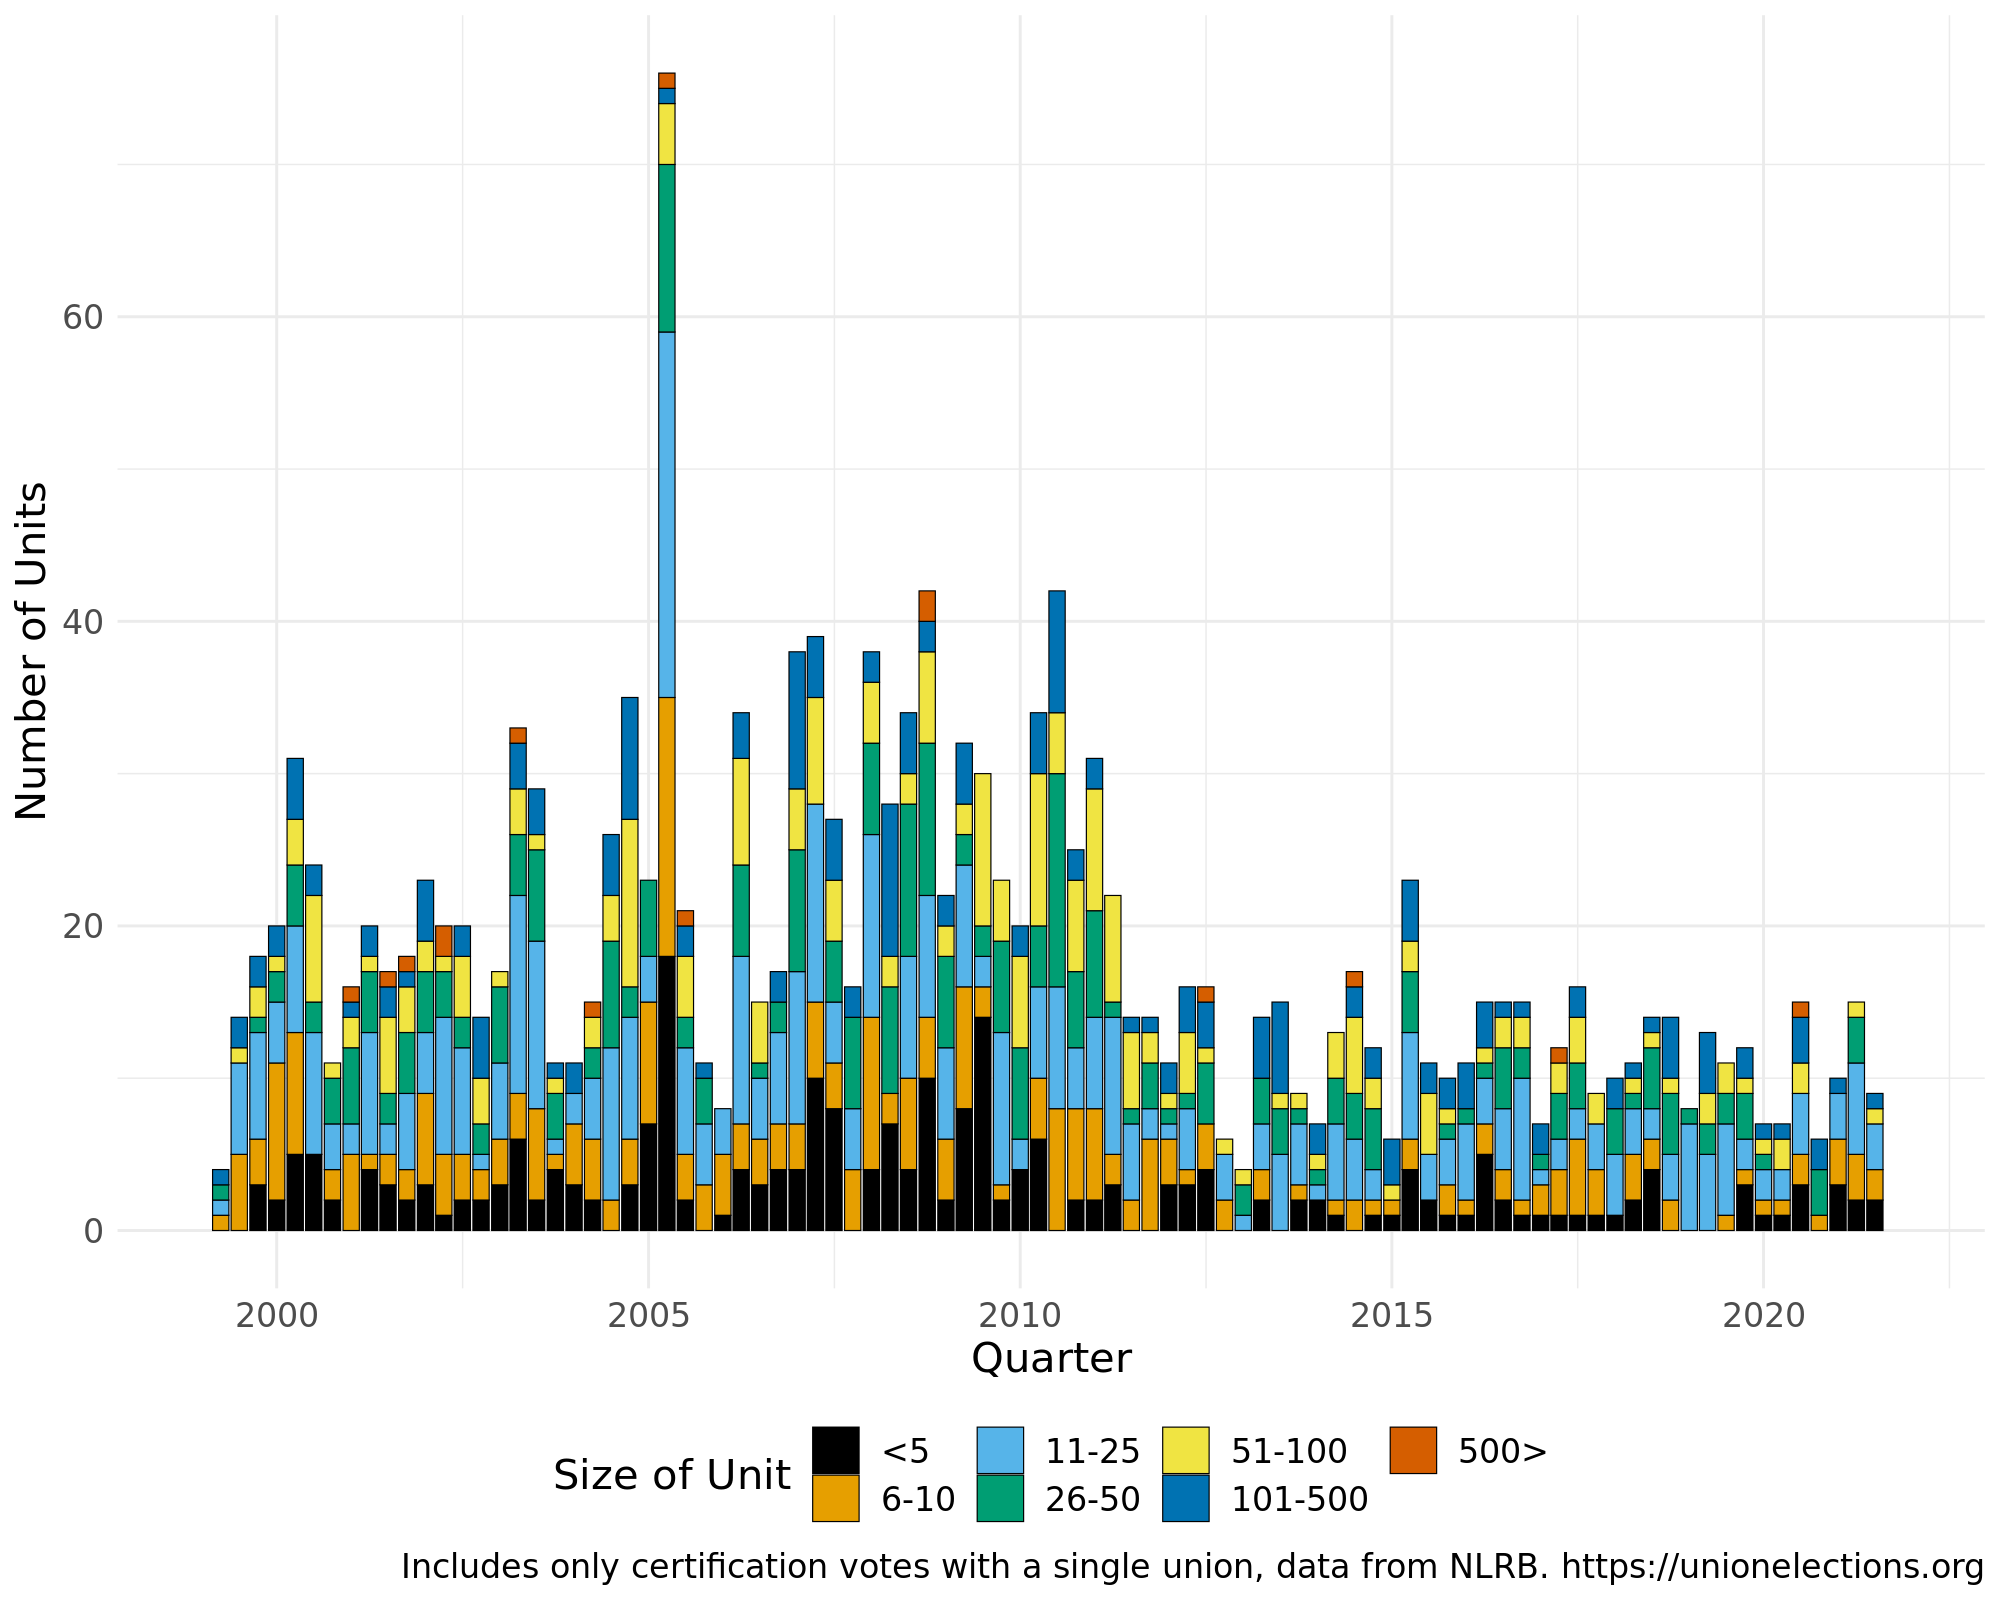 60
40
20
0
Number of Units
2000 2005 2010 2015 2020
Quarter
Size of Unit
<5 11-25 51-100 500>
6-10 26-50 101-500
Includes only certification votes with a single union, data from NLRB. https://unionelections.org